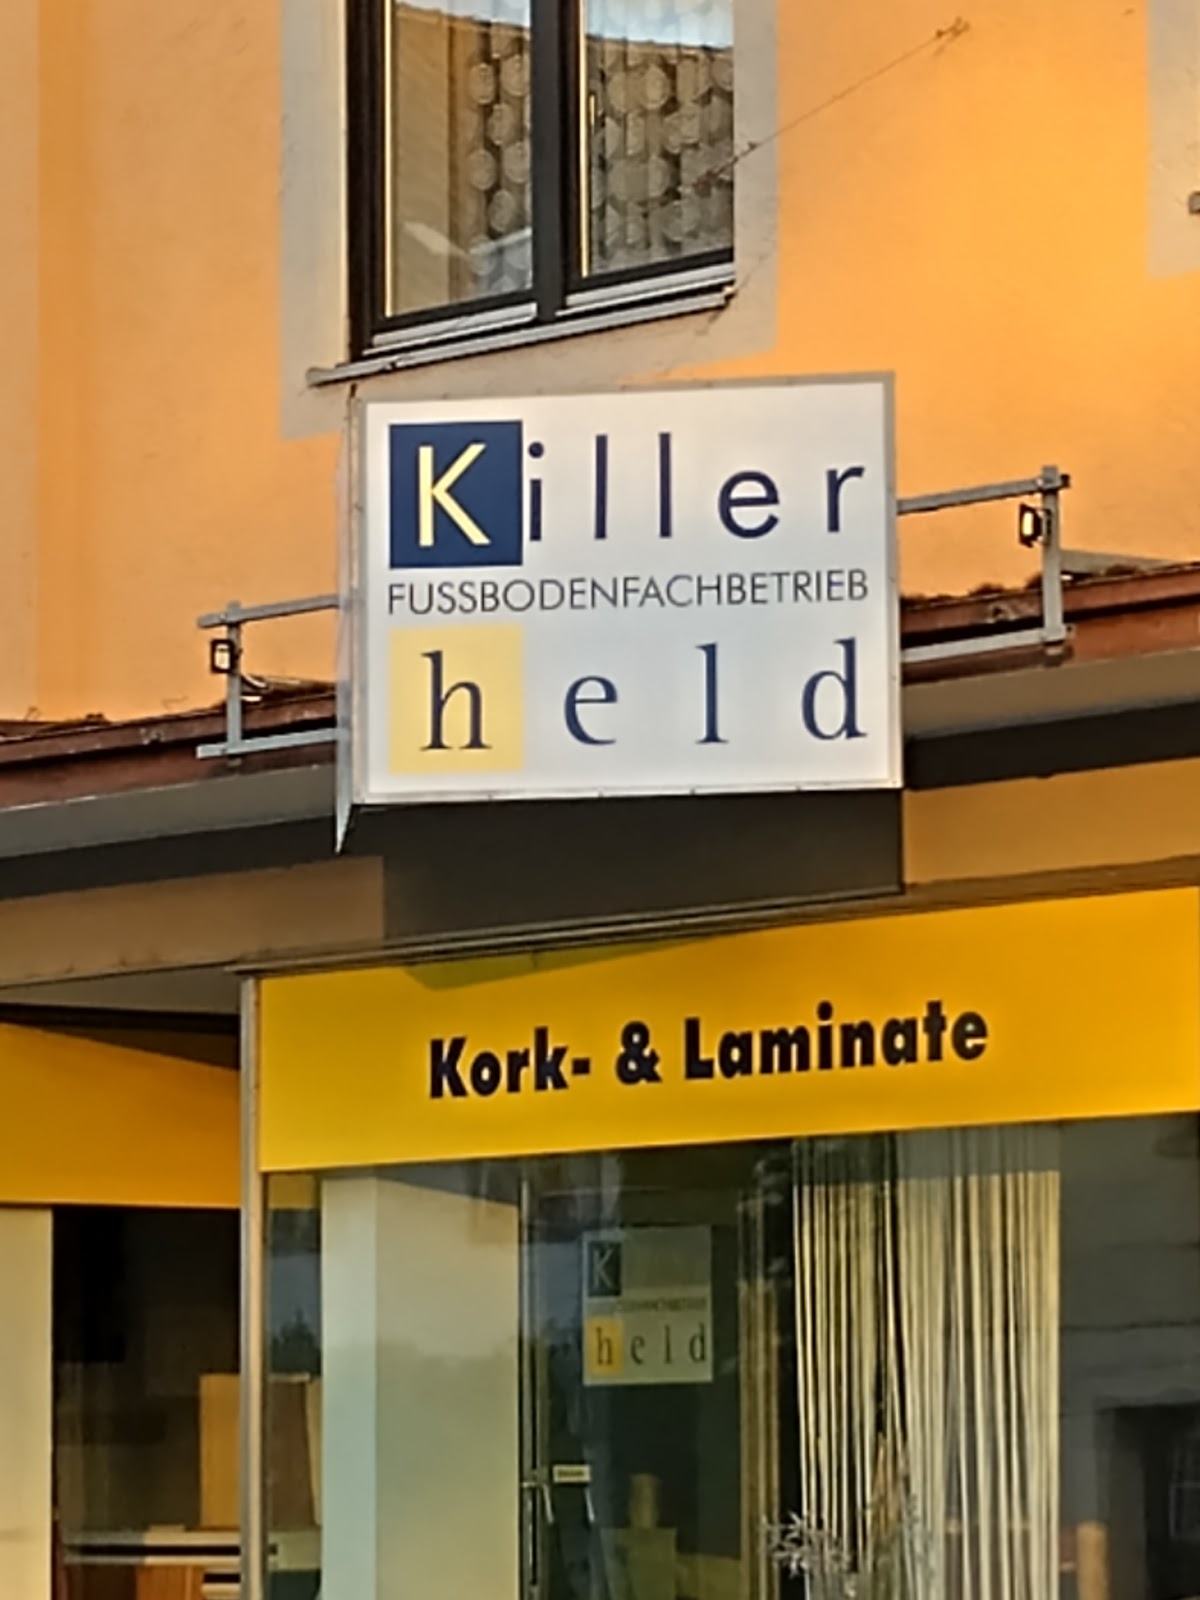 Killer
FUSSBODENFACHBETRIEB
held
Kork- & Laminate
K
held